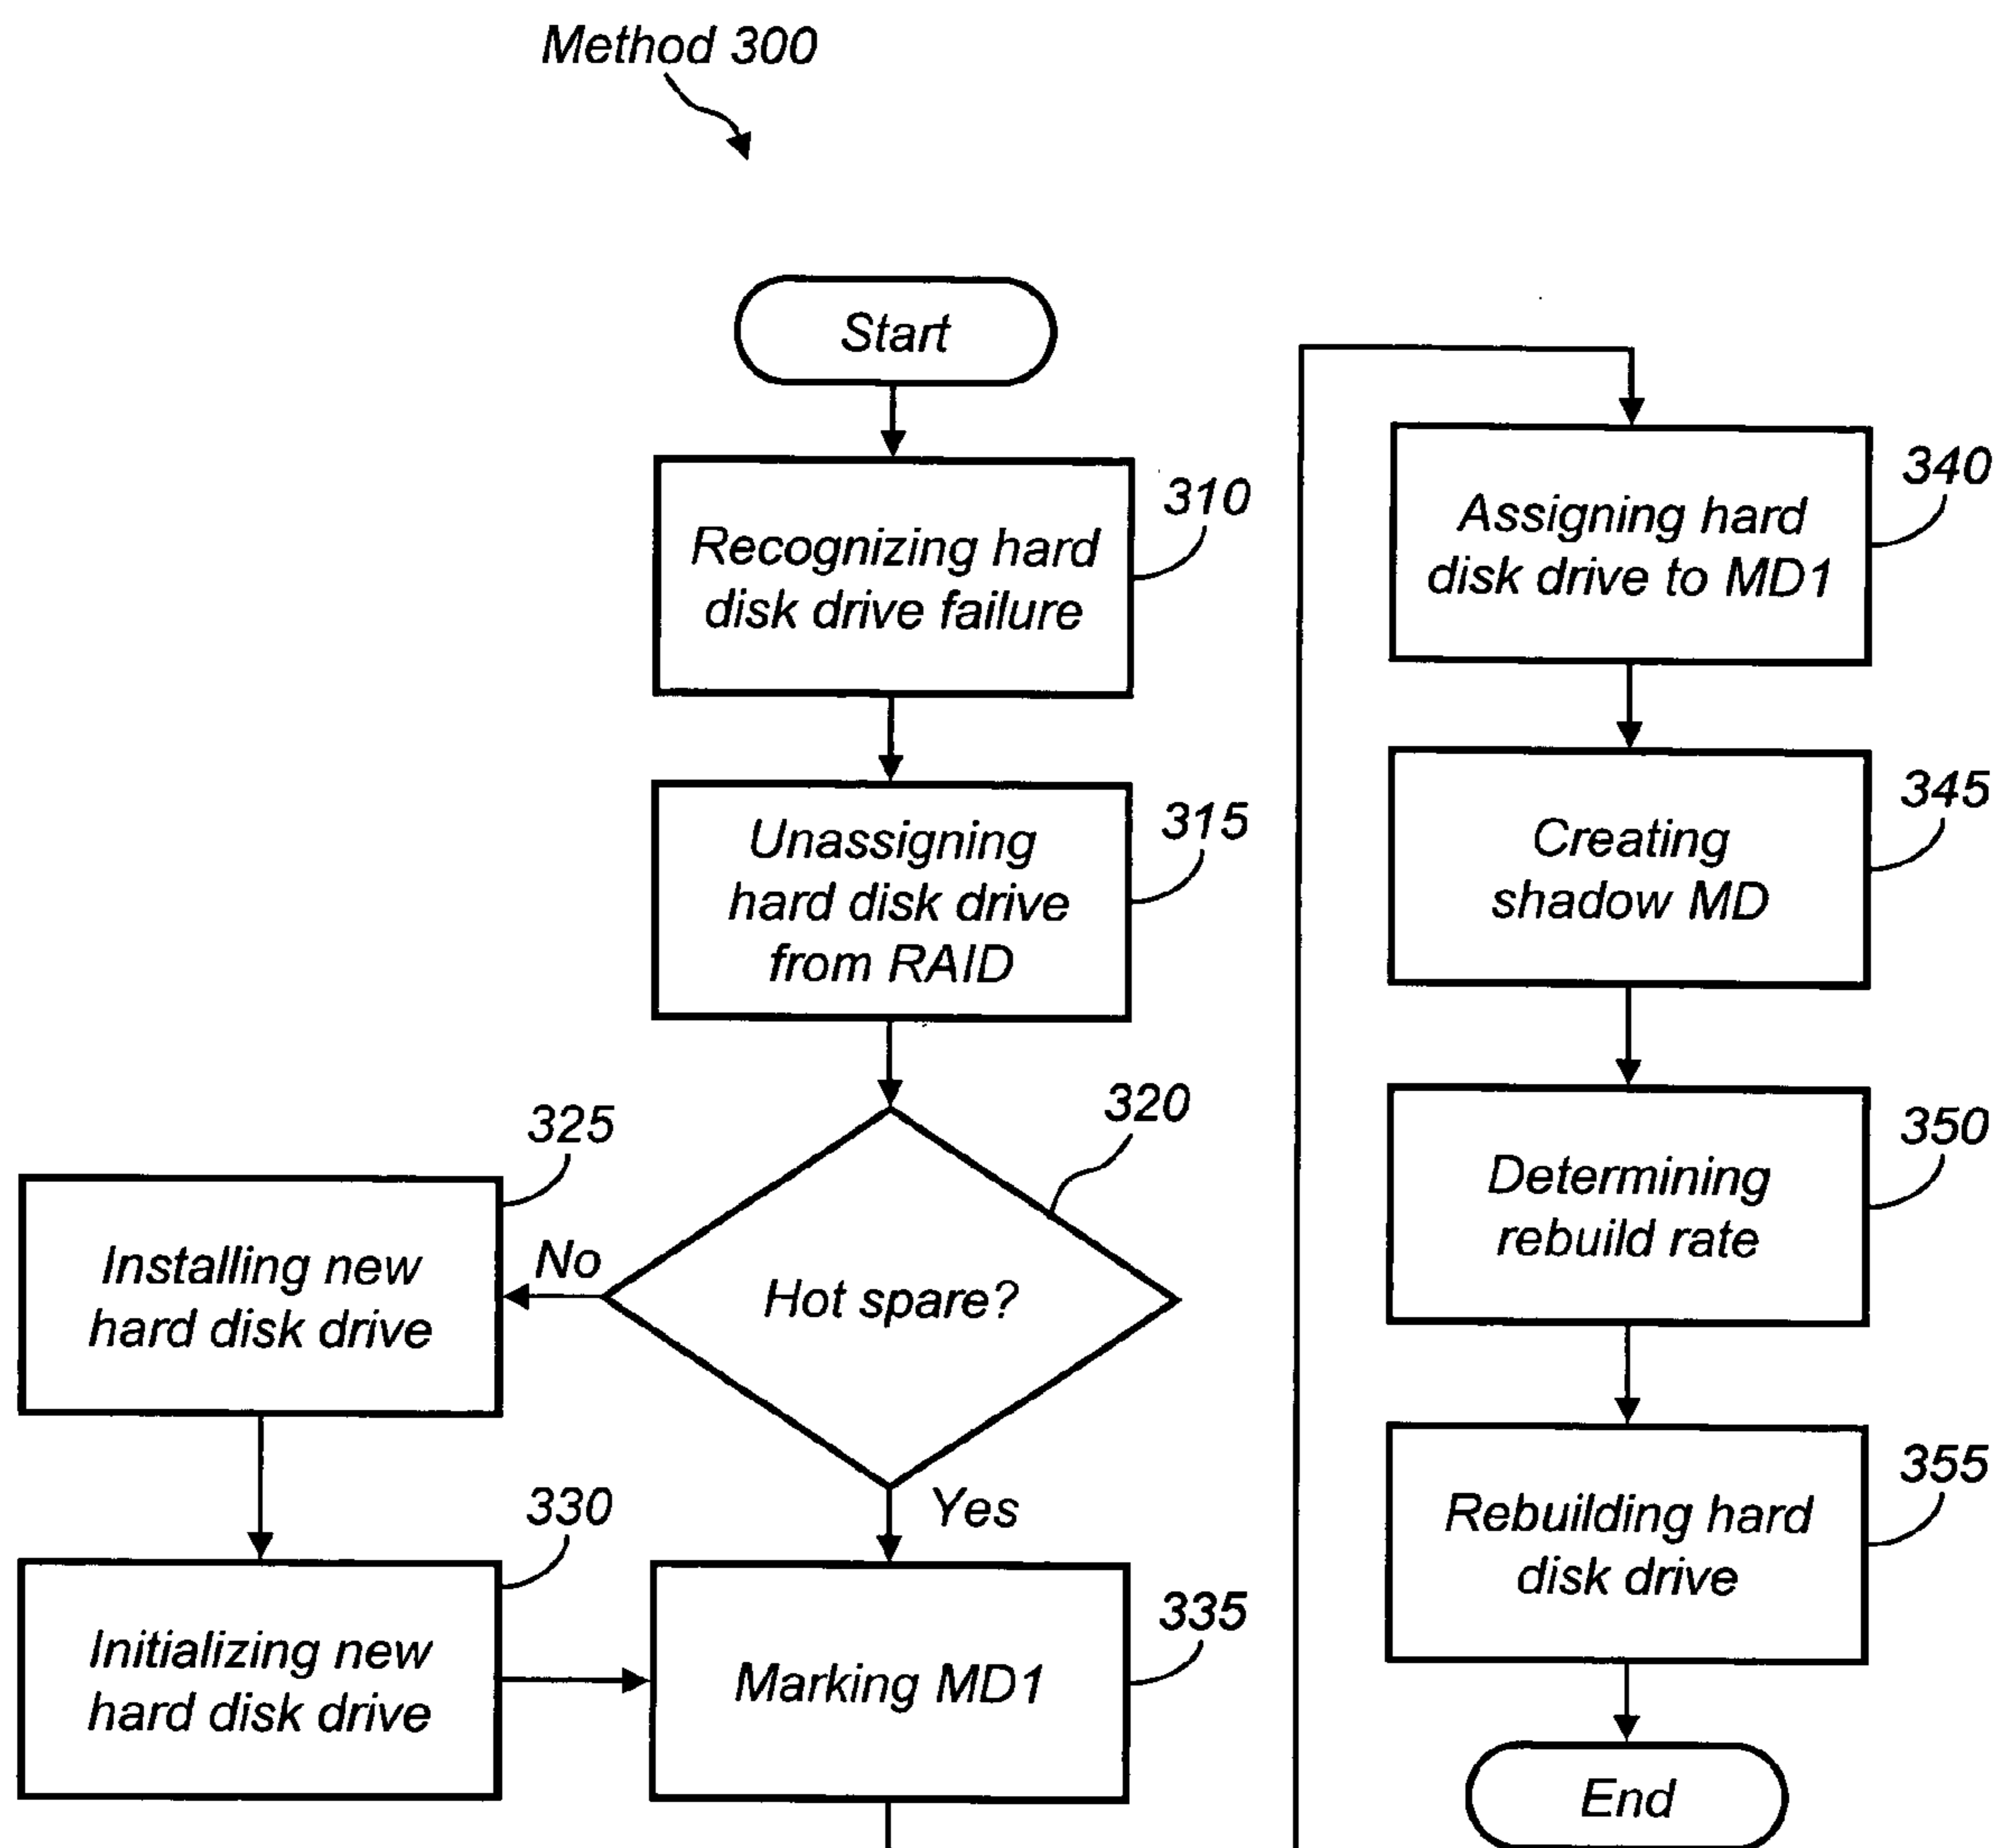 Method 300
Start
310
Recognizing hard
disk drive failure
315
Unassigning
hard disk drive
from RAID
320
Hot spare?
No
Yes
325
Installing new
hard disk drive
330
Initializing new
hard disk drive
335
Marking MD1
340
Assigning hard
disk drive to MD1
345
Creating
shadow MD
350
Determining
rebuild rate
355
Rebuilding hard
disk drive
End